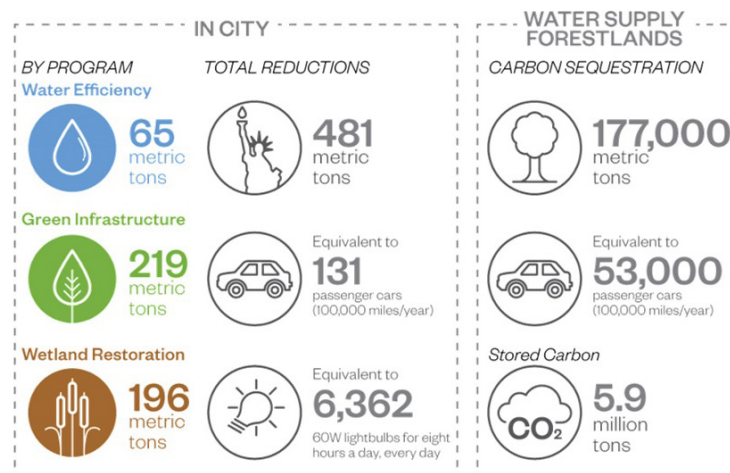 IN CITY
WATER SUPPLY
FORESTLANDS
BY PROGRAM
TOTAL REDUCTIONS
CARBON SEQUESTRATION
Water Efficiency
65
metric
tons
481
metric
tons
177,000
metric
tons
Green Infrastructure
219
metric
tons
Equivalent to
131
passenger cars
(100,000 miles/year)
Equivalent to
53,000
passenger cars
(100,000 miles/year)
Wetland Restoration
196
metric
tons
Equivalent to
6,362
60W lightbulbs for eight
hours a day, every day
Stored Carbon
CO₂
5.9
million
tons